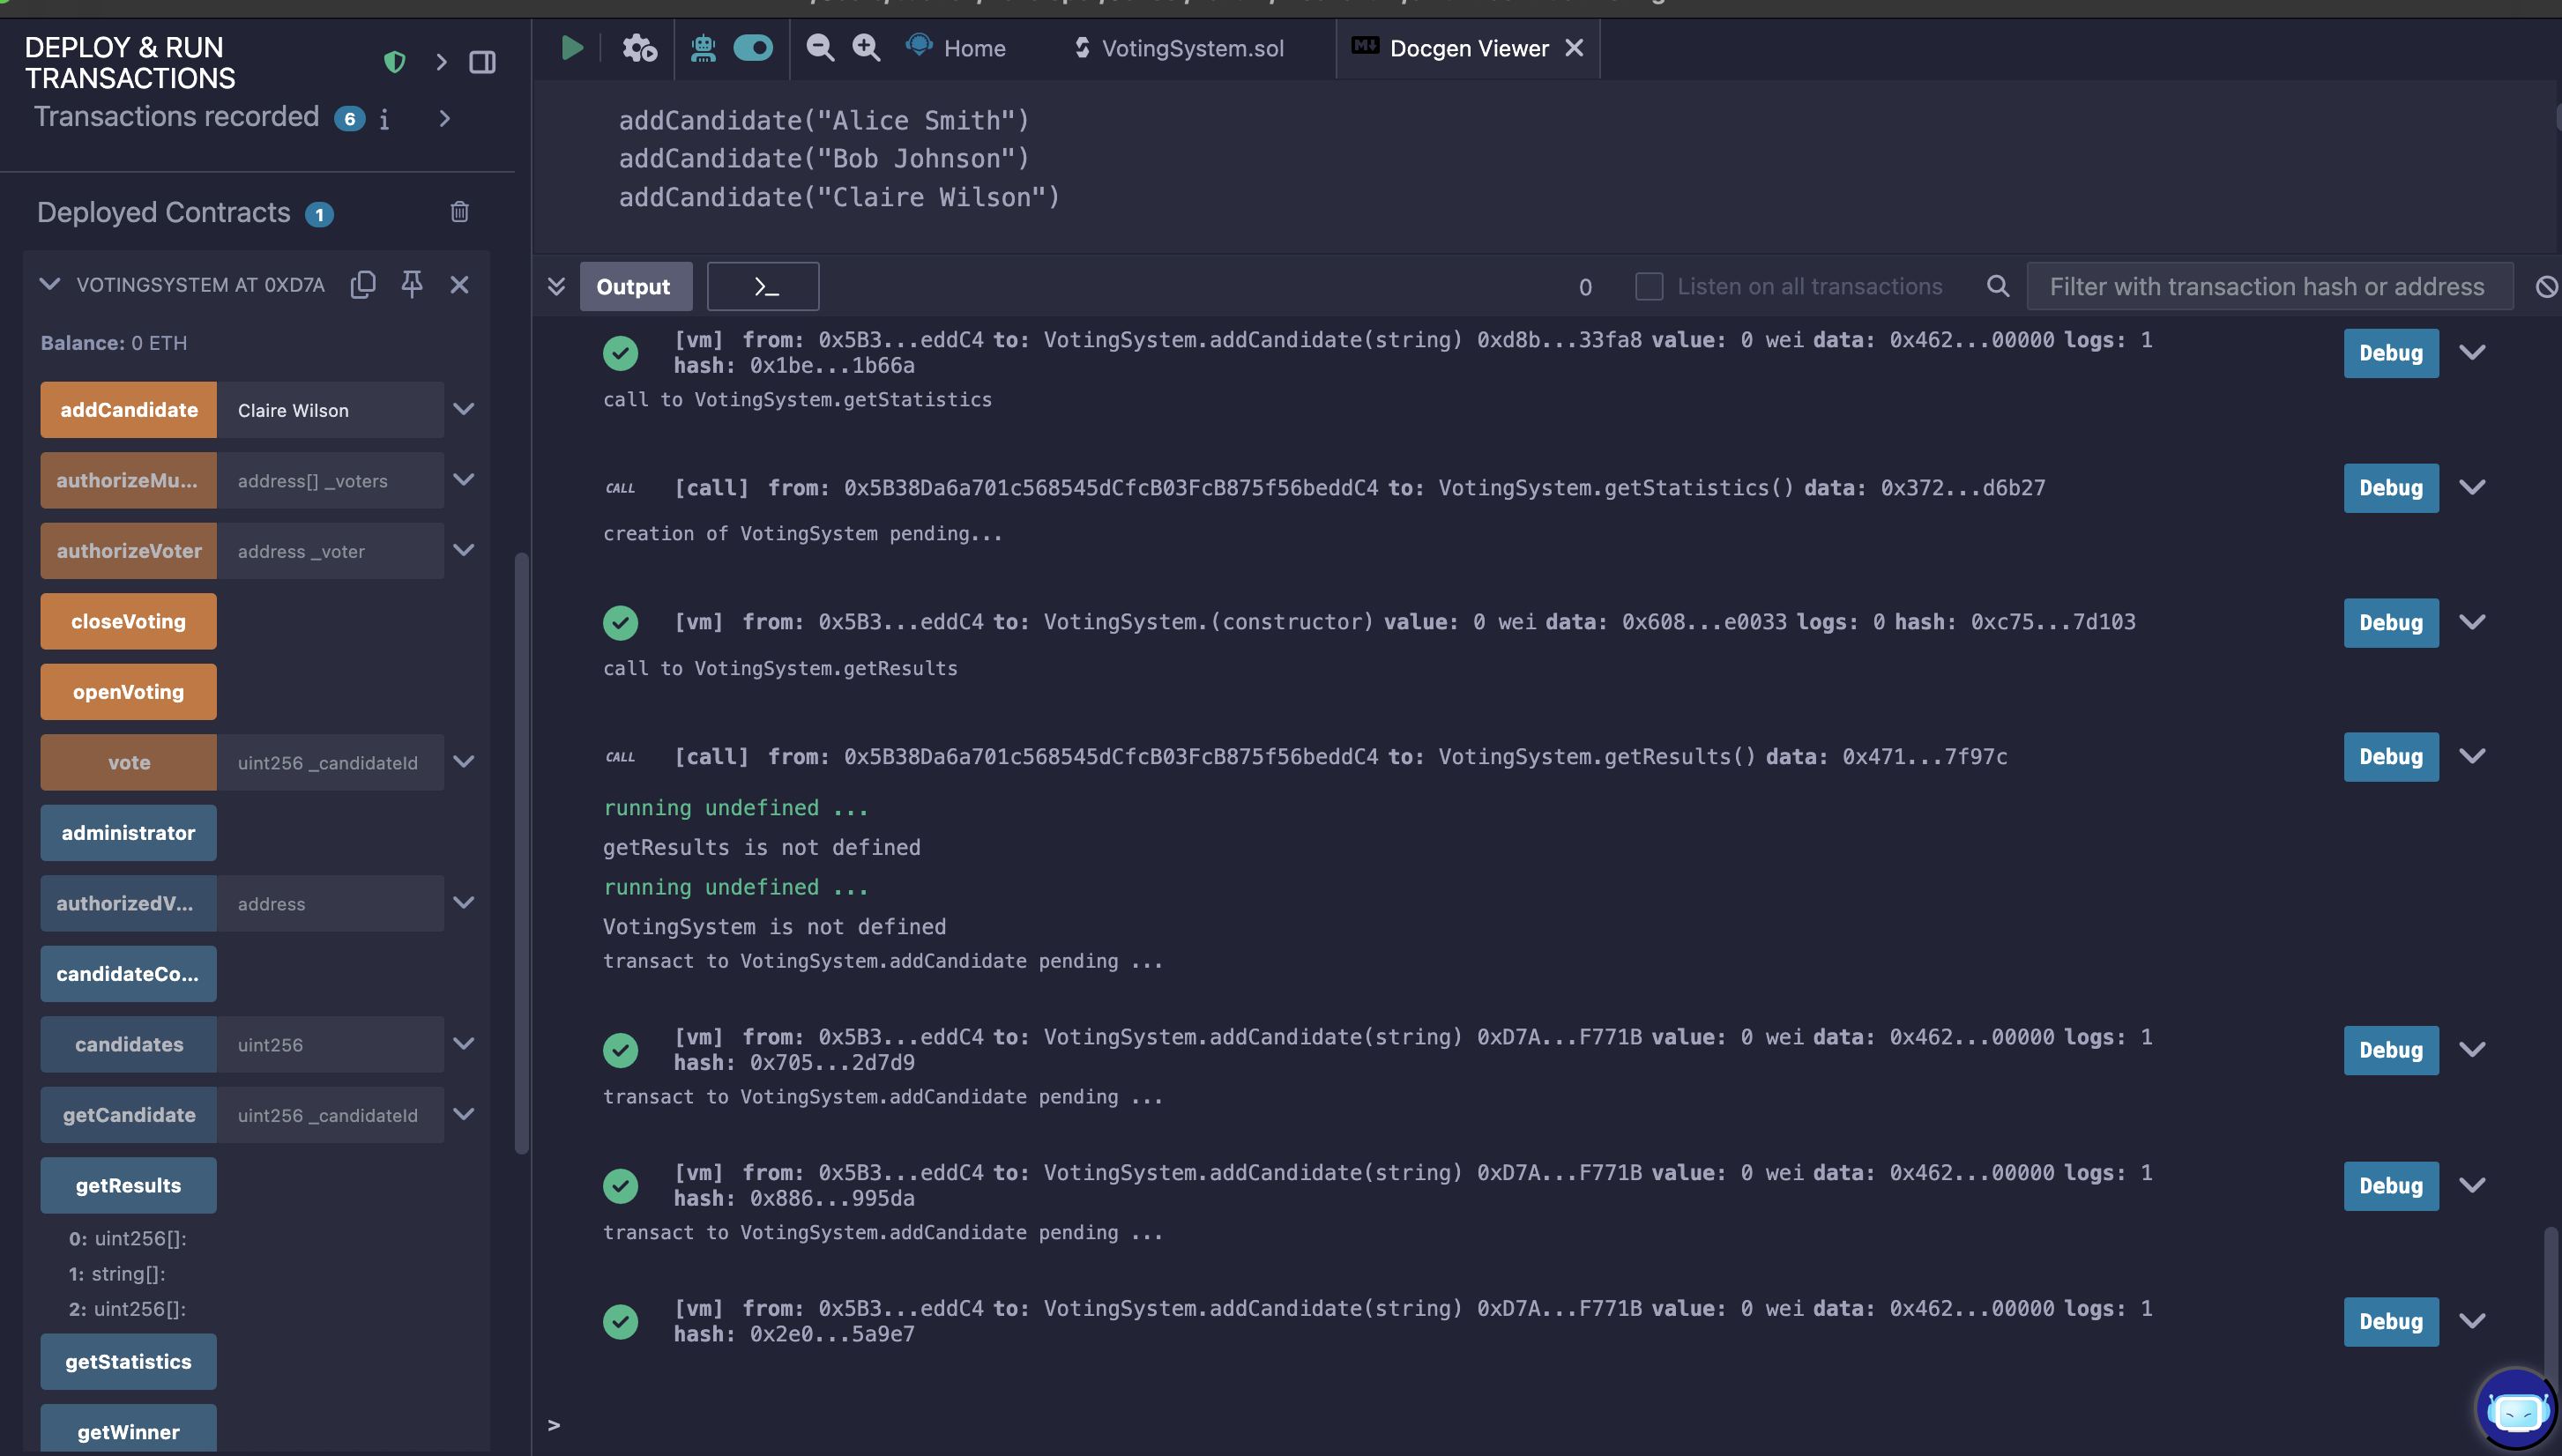 DEPLOY & RUN
TRANSACTIONS
Transactions recorded 6 i
Deployed Contracts 1
VOTINGSYSTEM AT 0XD7A
Balance: 0 ETH
addCandidate Claire Wilson
authorizeMu... address[] _voters
authorizeVoter address _voter
closeVoting
openVoting
vote uint256 _candidateId
administrator
authorizedV... address
candidateCo...
candidates uint256
getCandidate uint256 _candidateId
getResults
0: uint256[]:
1: string[]:
2: uint256[]:
getStatistics
getWinner
Home VotingSystem.sol Docgen Viewer
addCandidate("Alice Smith")
addCandidate("Bob Johnson")
addCandidate("Claire Wilson")
Output >_ 0 Listen on all transactions Filter with transaction hash or address
[vm] from: 0x5B3...eddC4 to: VotingSystem.addCandidate(string) 0xd8b...33fa8 value: 0 wei data: 0x462...00000 logs: 1
hash: 0x1be...1b66a
Debug
call to VotingSystem.getStatistics
CALL [call] from: 0x5B38Da6a701c568545dCfcB03FcB875f56beddC4 to: VotingSystem.getStatistics() data: 0x372...d6b27 Debug
creation of VotingSystem pending...
[vm] from: 0x5B3...eddC4 to: VotingSystem.(constructor) value: 0 wei data: 0x608...e0033 logs: 0 hash: 0xc75...7d103 Debug
call to VotingSystem.getResults
CALL [call] from: 0x5B38Da6a701c568545dCfcB03FcB875f56beddC4 to: VotingSystem.getResults() data: 0x471...7f97c Debug
running undefined ...
getResults is not defined
running undefined ...
VotingSystem is not defined
transact to VotingSystem.addCandidate pending ...
[vm] from: 0x5B3...eddC4 to: VotingSystem.addCandidate(string) 0xD7A...F771B value: 0 wei data: 0x462...00000 logs: 1
hash: 0x705...2d7d9
Debug
transact to VotingSystem.addCandidate pending ...
[vm] from: 0x5B3...eddC4 to: VotingSystem.addCandidate(string) 0xD7A...F771B value: 0 wei data: 0x462...00000 logs: 1
hash: 0x886...995da
Debug
transact to VotingSystem.addCandidate pending ...
[vm] from: 0x5B3...eddC4 to: VotingSystem.addCandidate(string) 0xD7A...F771B value: 0 wei data: 0x462...00000 logs: 1
hash: 0x2e0...5a9e7
Debug
>